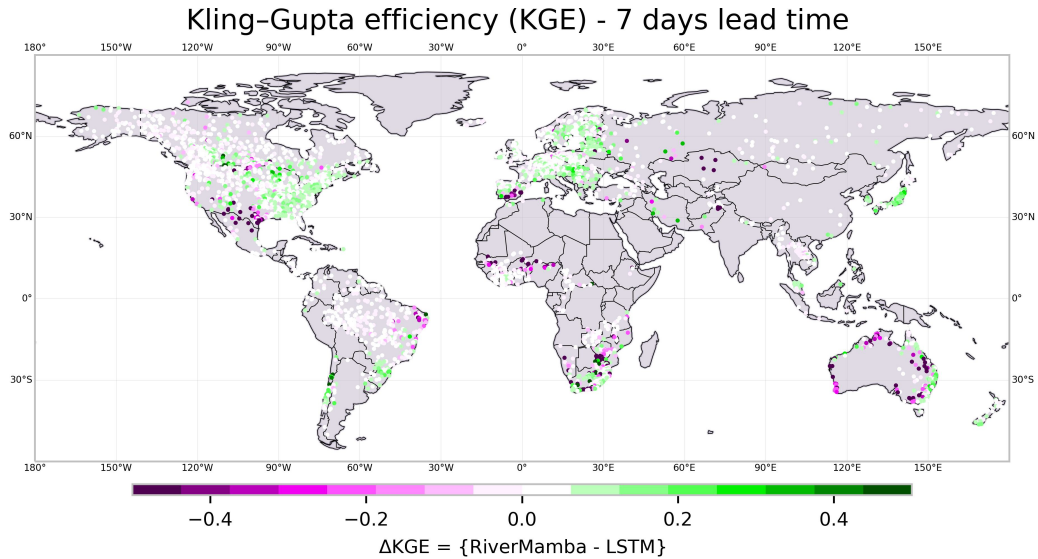 Kling–Gupta efficiency (KGE) - 7 days lead time
180° 150°W 120°W 90°W 60°W 30°W 0° 30°E 60°E 90°E 120°E 150°E
60°N 60°N
30°N 30°N
0° 0°
30°S 30°S
180° 150°W 120°W 90°W 60°W 30°W 0° 30°E 60°E 90°E 120°E 150°E
−0.4 −0.2 0.0 0.2 0.4
ΔKGE = {RiverMamba - LSTM}